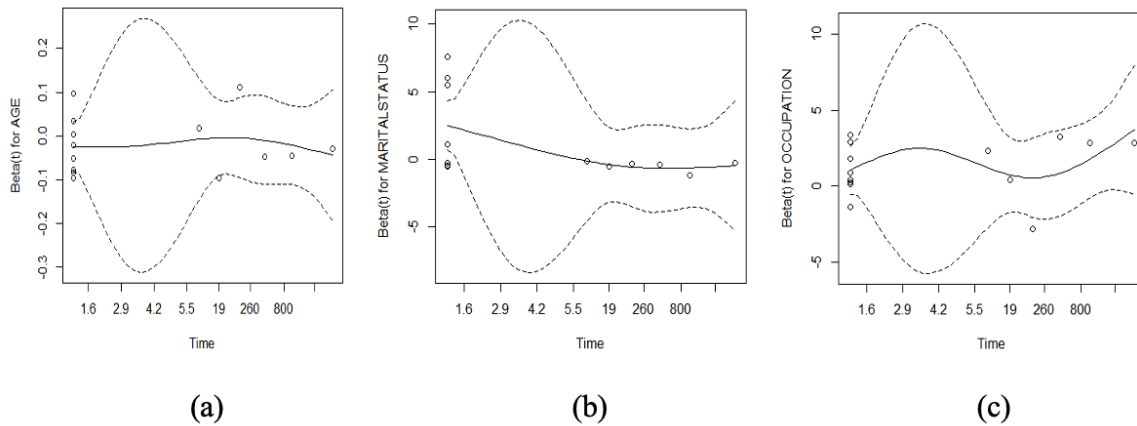 Beta(t) for AGE
0.2
0.1
0.0
-0.1
-0.2
-0.3
1.6 2.9 4.2 5.5 19 260 800
Time
(a)
Beta(t) for MARITALSTATUS
10
5
0
-5
1.6 2.9 4.2 5.5 19 260 800
Time
(b)
Beta(t) for OCCUPATION
10
5
0
-5
1.6 2.9 4.2 5.5 19 260 800
Time
(c)